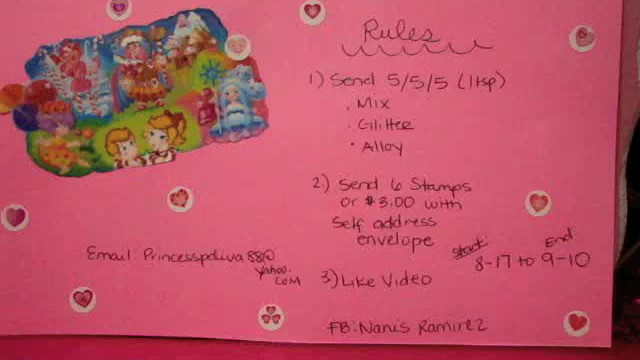 Rules
1) Send 5/5/5 (1tsp)
. Mix
. Glitter
• Alloy
2.) Send 6 Stamps
or $3.00 with
Self address
envelope
Start: 8-17 to End 9-10
3.) Like Video
Email: Princesspdiva88@
Yahoo.
com
FB: Nanis Ramirez